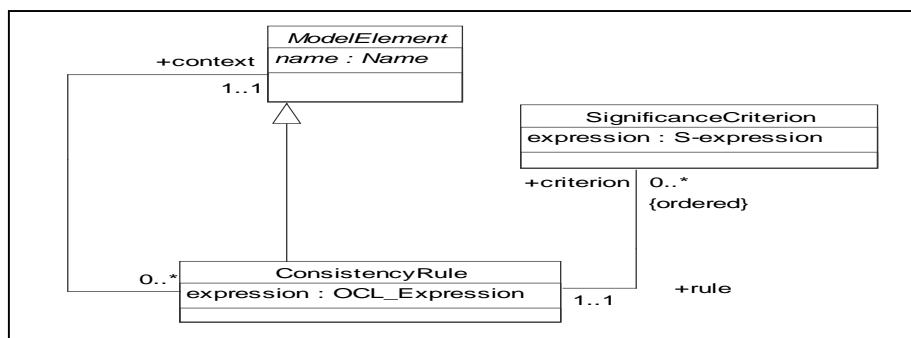 ModelElement
name : Name
+context
1..1
SignificanceCriterion
expression : S-expression
+criterion
0..*
{ordered}
ConsistencyRule
expression : OCL_Expression
0..*
1..1
+rule